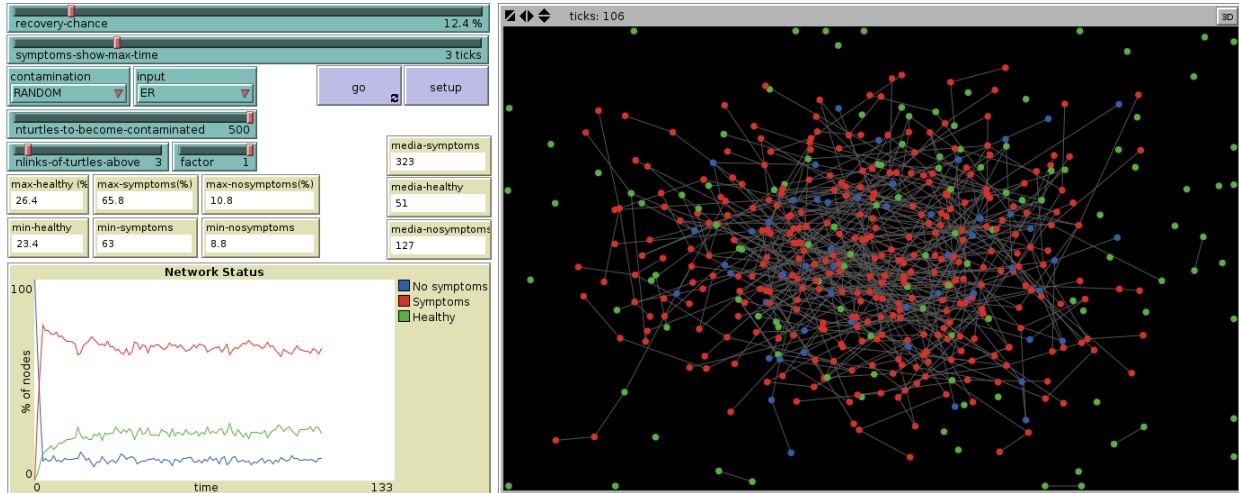 recovery-chance 12.4 %
symptoms-show-max-time 3 ticks
contamination
RANDOM
input
ER
go
setup
nturtles-to-become-contaminated 500
nlinks-of-turtles-above 3
factor 1
media-symptoms
323
max-healthy (%
26.4
max-symptoms(%)
65.8
max-nosymptoms(%)
10.8
media-healthy
51
min-healthy
23.4
min-symptoms
63
min-nosymptoms
8.8
media-nosymptoms
127
Network Status
100
% of nodes
0
0
time
133
No symptoms
Symptoms
Healthy
ticks: 106
3D